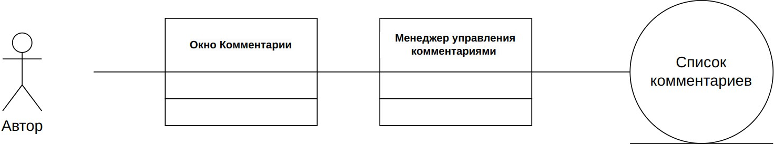 Окно Комментарии
Менеджер управления
комментариями
Список
комментариев
Автор